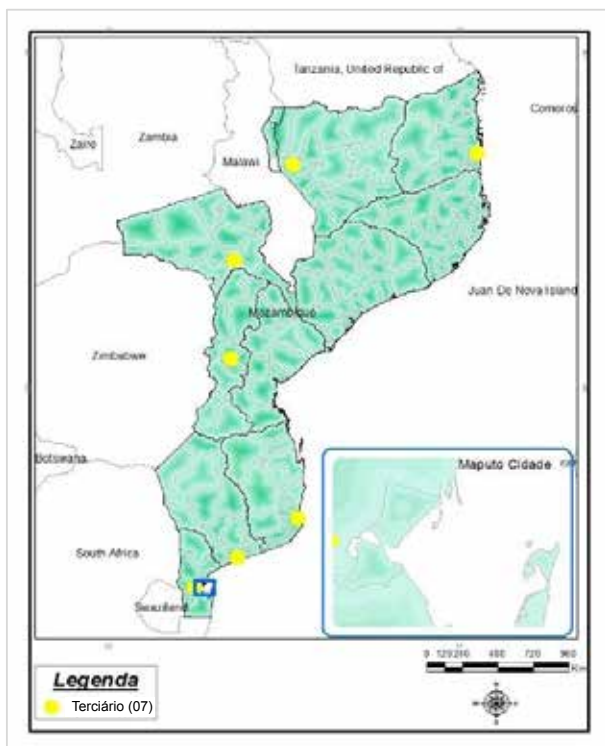 Tanzania, United Republic of
Comoros
Zambia
Zaire
Malawi
Juan De Nova Island
Mozambique
Zimbabwe
Botswana
Maputo Cidade
South Africa
Swaziland
Legenda
Terciário (07)
Km